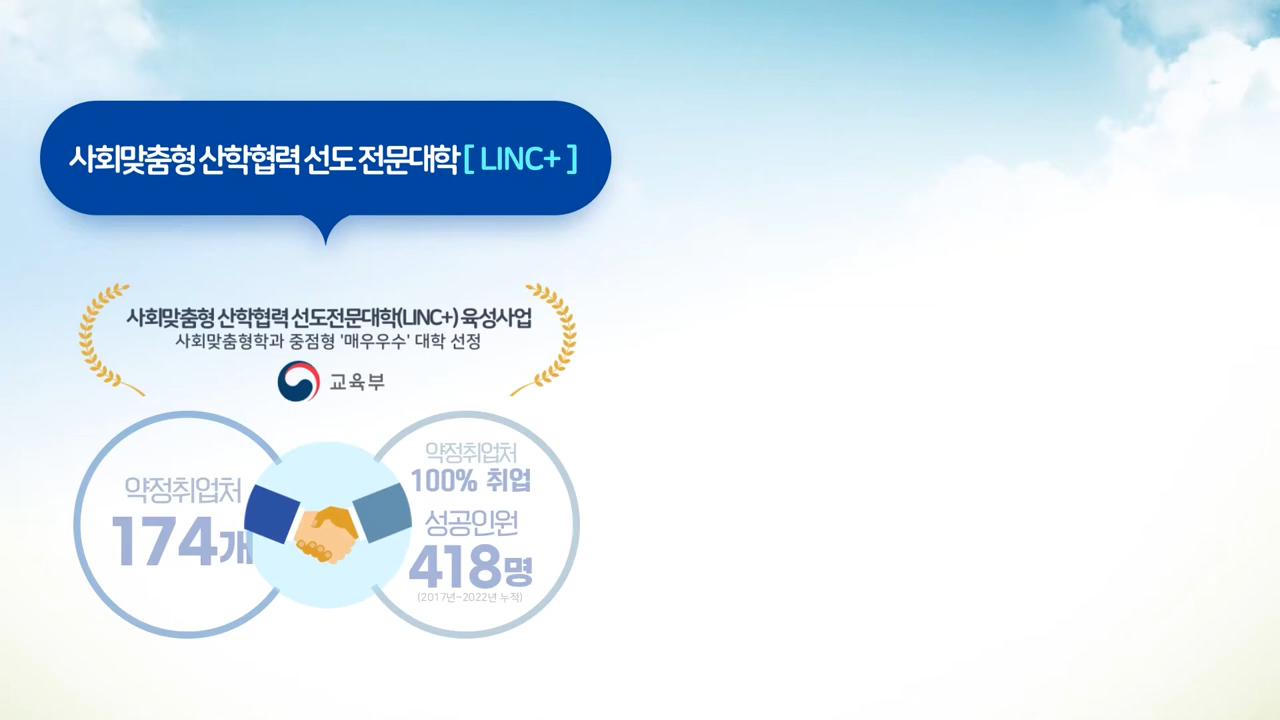 사회맞춤형 산학협력 선도 전문대학 [ LINC+ ]
사회맞춤형 산학협력 선도전문대학(LINC+) 육성사업
사회맞춤형학과 중점형 '매우우수' 대학 선정
교육부
약정취업처
174개
약정취업처
100% 취업
성공인원
418명
(2017년~2022년 누적)